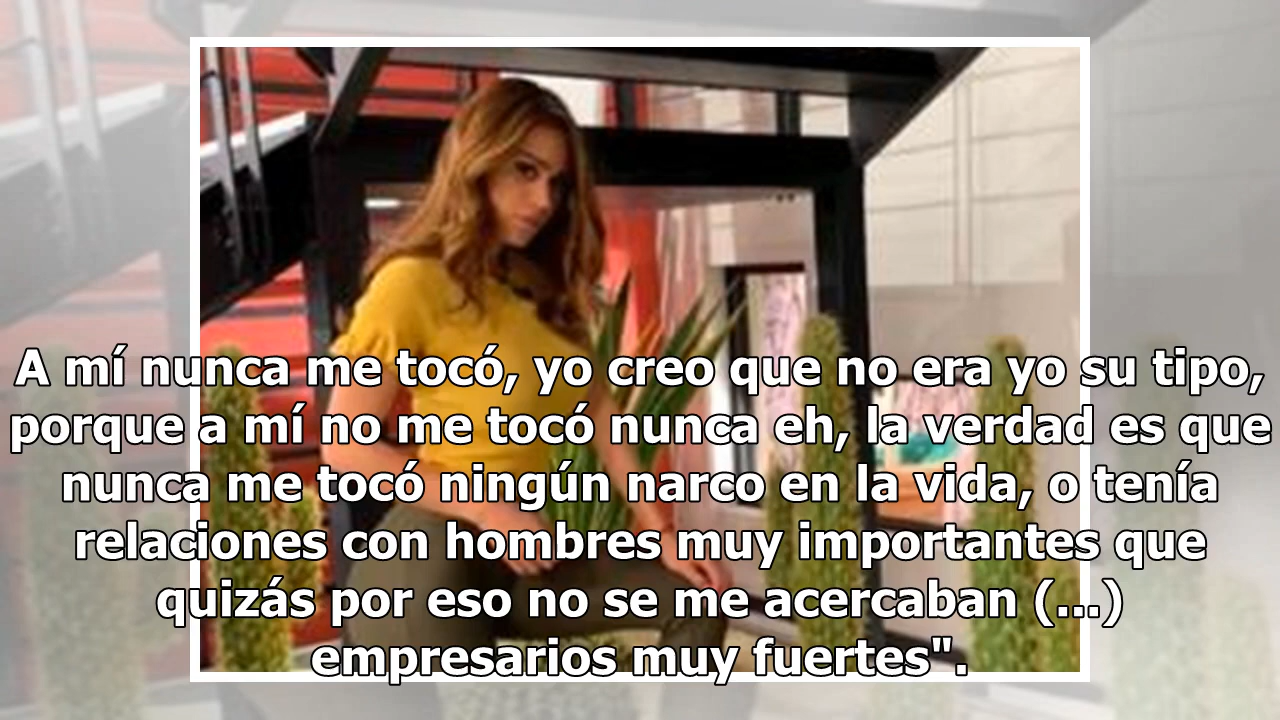 A mí nunca me tocó, yo creo que no era yo su tipo,
porque a mí no me tocó nunca eh, la verdad es que
nunca me tocó ningún narco en la vida, o tenía
relaciones con hombres muy importantes que
quizás por eso no se me acercaban (...)
empresarios muy fuertes".